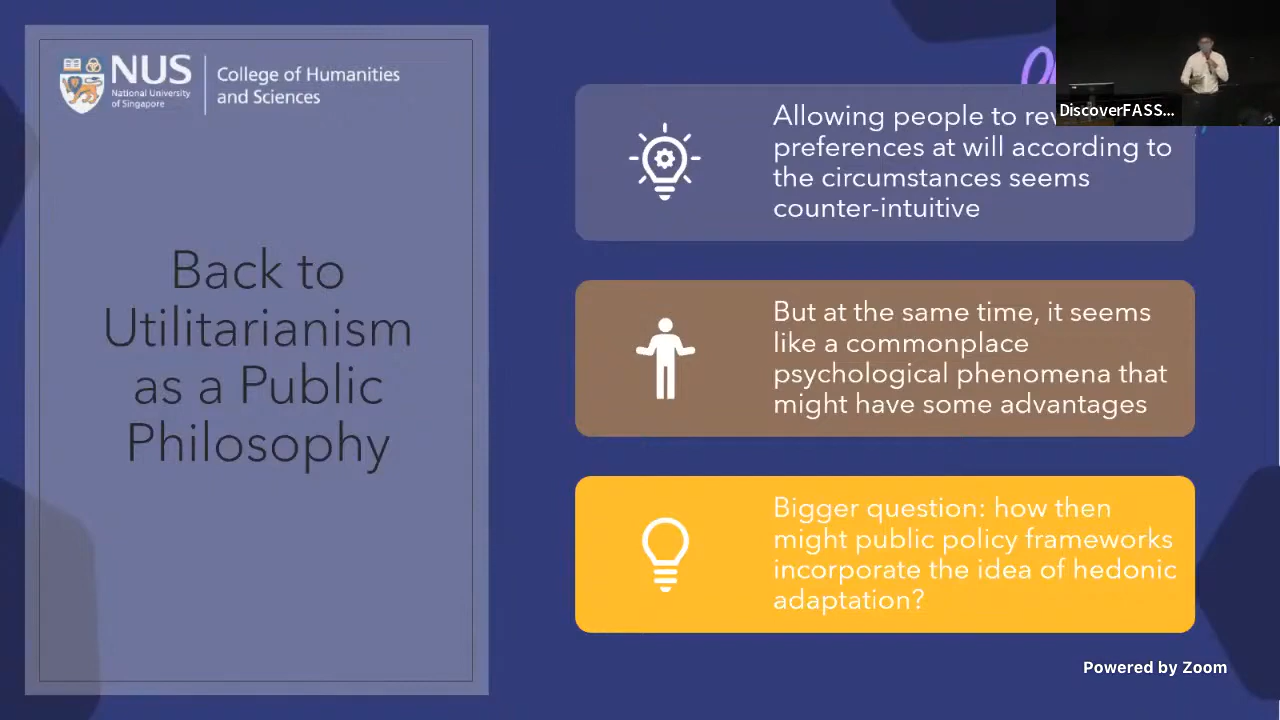 NUS
National University
of Singapore
College of Humanities
and Sciences
Back to
Utilitarianism
as a Public
Philosophy
Allowing people to
preferences at will according to
the circumstances seems
counter-intuitive
But at the same time, it seems
like a commonplace
psychological phenomena that
might have some advantages
Bigger question: how then
might public policy frameworks
incorporate the idea of hedonic
adaptation?
DiscoverFASS...
Powered by Zoom